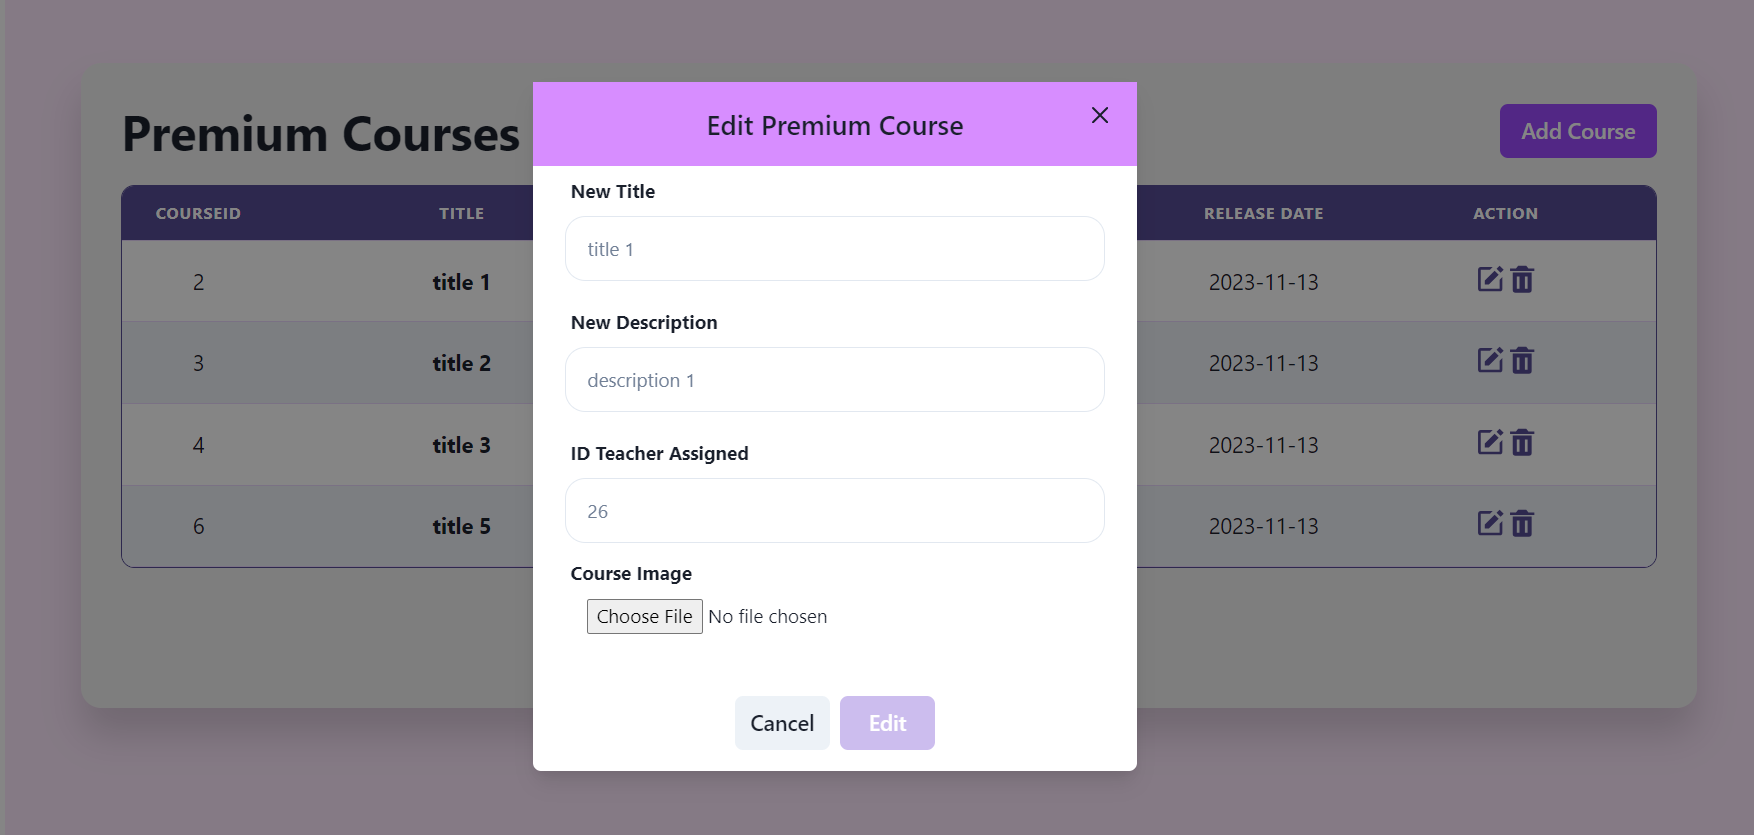 Premium Courses
Add Course
COURSEID TITLE RELEASE DATE ACTION
2 title 1 2023-11-13
3 title 2 2023-11-13
4 title 3 2023-11-13
6 title 5 2023-11-13
Edit Premium Course
New Title
title 1
New Description
description 1
ID Teacher Assigned
26
Course Image
Choose File No file chosen
Cancel Edit